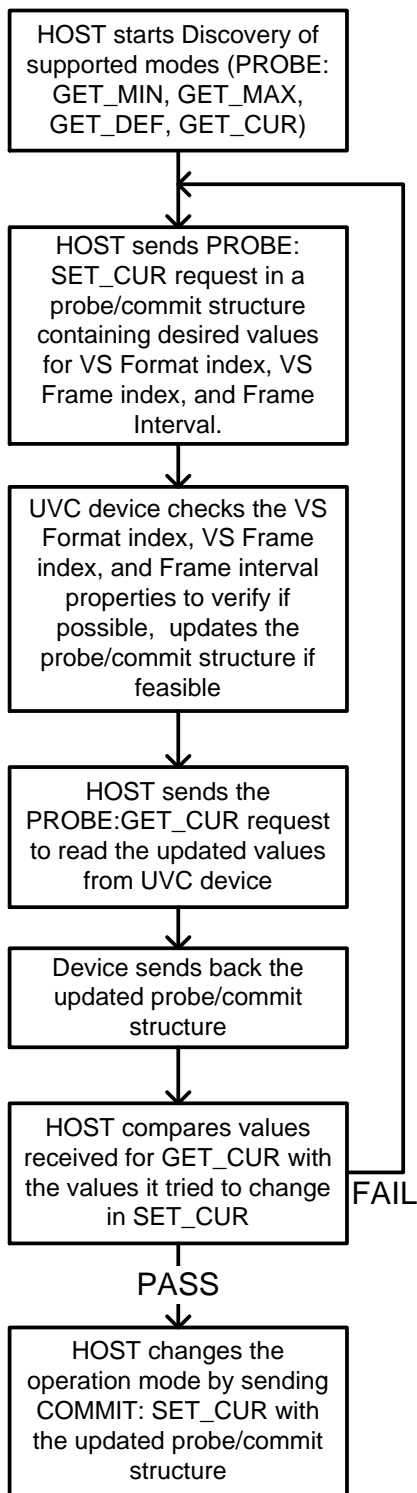 HOST starts Discovery of
supported modes (PROBE:
GET_MIN, GET_MAX,
GET_DEF, GET_CUR)
HOST sends PROBE:
SET_CUR request in a
probe/commit structure
containing desired values
for VS Format index, VS
Frame index, and Frame
Interval.
UVC device checks the VS
Format index, VS Frame
index, and Frame interval
properties to verify if
possible,  updates the
probe/commit structure if
feasible
HOST sends the
PROBE:GET_CUR request
to read the updated values
from UVC device
Device sends back the
updated probe/commit
structure
HOST compares values
received for GET_CUR with
the values it tried to change
in SET_CUR
FAIL
PASS
HOST changes the
operation mode by sending
COMMIT: SET_CUR with
the updated probe/commit
structure